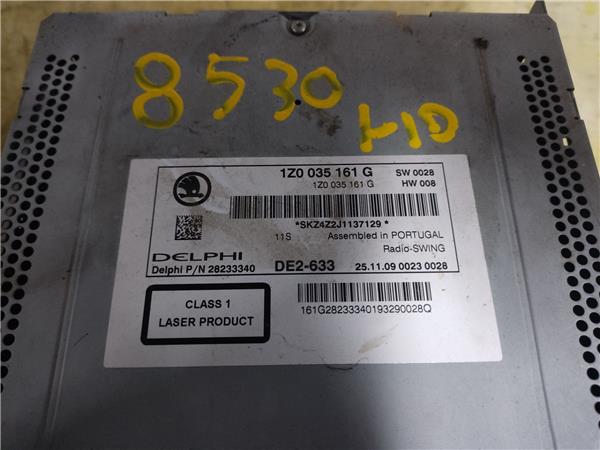 8530
HD
1Z0 035 161 G SW 0028
1Z0 035 161 G HW 008
*SKZ4Z2J1137129*
11S Assembled in PORTUGAL
Radio-SWING
DELPHI
Delphi P/N 28233340 DE2-633 25.11.09 0023 0028
CLASS 1
LASER PRODUCT
161G28233340193290028Q